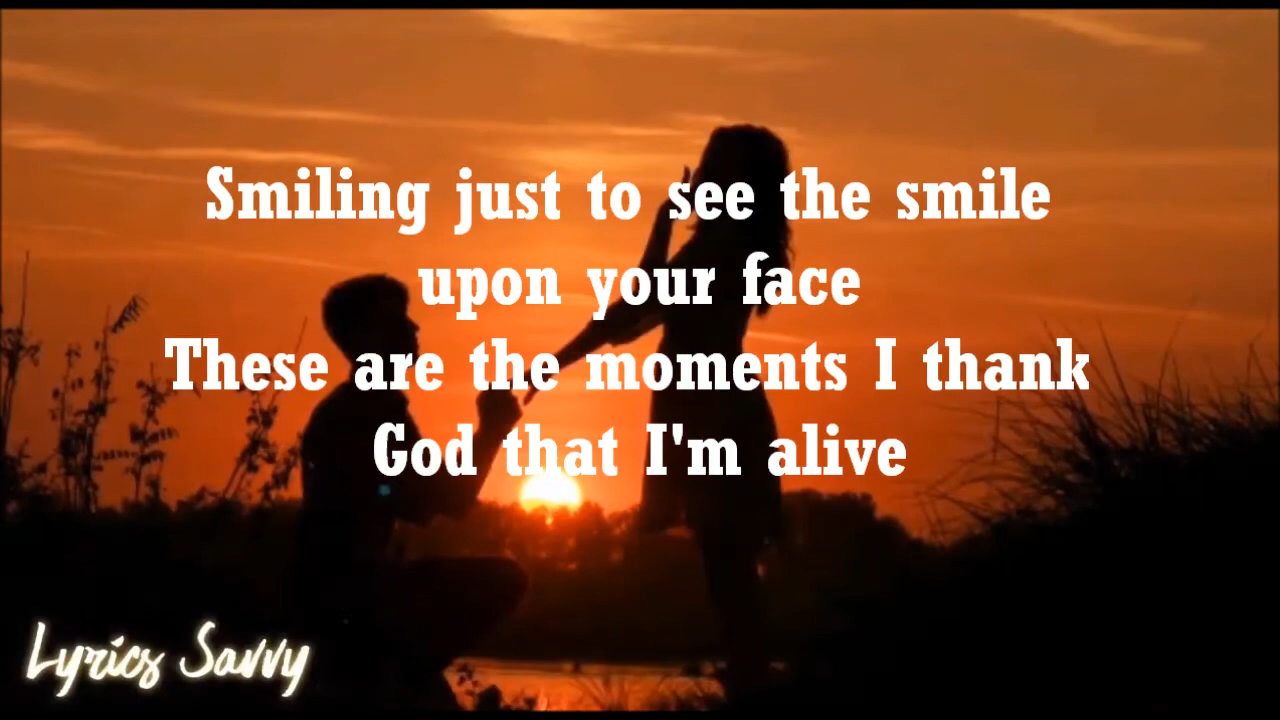 Smiling just to see the smile
upon your face
These are the moments I thank
God that I'm alive
Lyrics Savvy